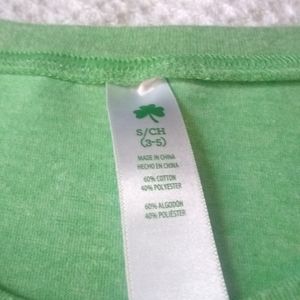 S/CH
(3-5)
MADE IN CHINA
HECHO EN CHINA
60% COTTON
40% POLYESTER
60% ALGODÓN
40% POLIÉSTER